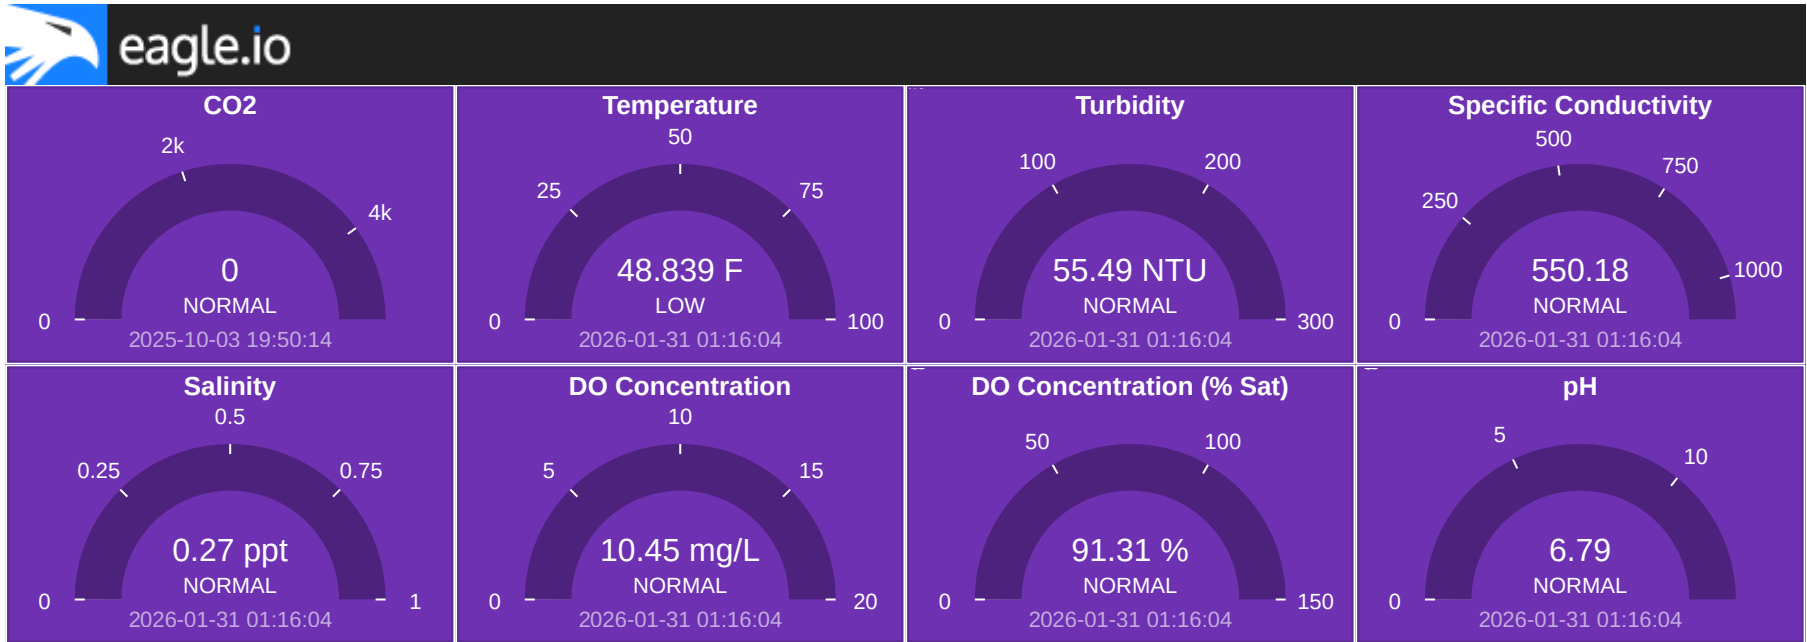 eagle.io
CO2
2k
4k
0
NORMAL
0
2025-10-03 19:50:14
Temperature
50
25
75
48.839 F
LOW
0
100
2026-01-31 01:16:04
Turbidity
100
200
55.49 NTU
NORMAL
0
300
2026-01-31 01:16:04
Specific Conductivity
500
750
250
550.18
1000
NORMAL
0
2026-01-31 01:16:04
Salinity
0.5
0.25
0.75
0.27 ppt
NORMAL
0
1
2026-01-31 01:16:04
DO Concentration
10
5
15
10.45 mg/L
NORMAL
0
20
2026-01-31 01:16:04
DO Concentration (% Sat)
50
100
91.31 %
NORMAL
0
150
2026-01-31 01:16:04
pH
5
10
6.79
NORMAL
0
2026-01-31 01:16:04